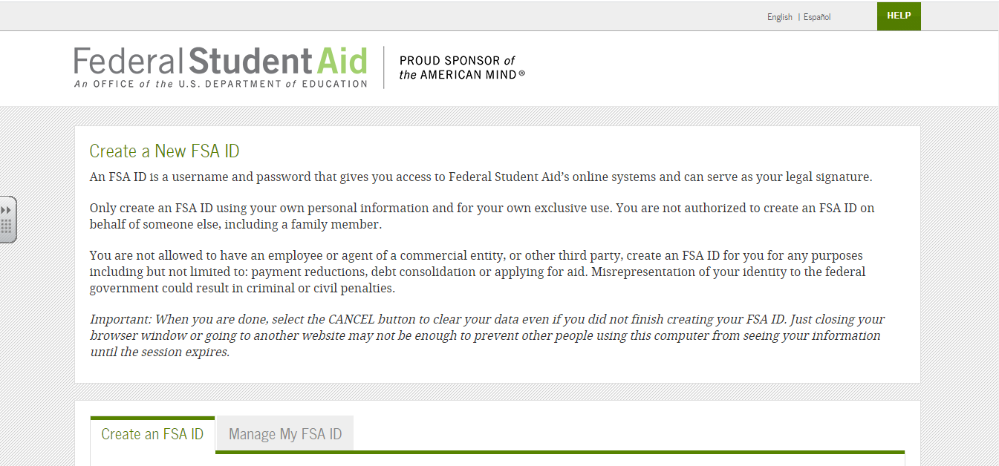 English | Español
HELP
Federal Student Aid
An OFFICE of the U.S. DEPARTMENT of EDUCATION
PROUD SPONSOR of
the AMERICAN MIND®
Create a New FSA ID
An FSA ID is a username and password that gives you access to Federal Student Aid’s online systems and can serve as your legal signature.
Only create an FSA ID using your own personal information and for your own exclusive use. You are not authorized to create an FSA ID on
behalf of someone else, including a family member.
You are not allowed to have an employee or agent of a commercial entity, or other third party, create an FSA ID for you for any purposes
including but not limited to: payment reductions, debt consolidation or applying for aid. Misrepresentation of your identity to the federal
government could result in criminal or civil penalties.
Important: When you are done, select the CANCEL button to clear your data even if you did not finish creating your FSA ID. Just closing your
browser window or going to another website may not be enough to prevent other people using this computer from seeing your information
until the session expires.
Create an FSA ID
Manage My FSA ID